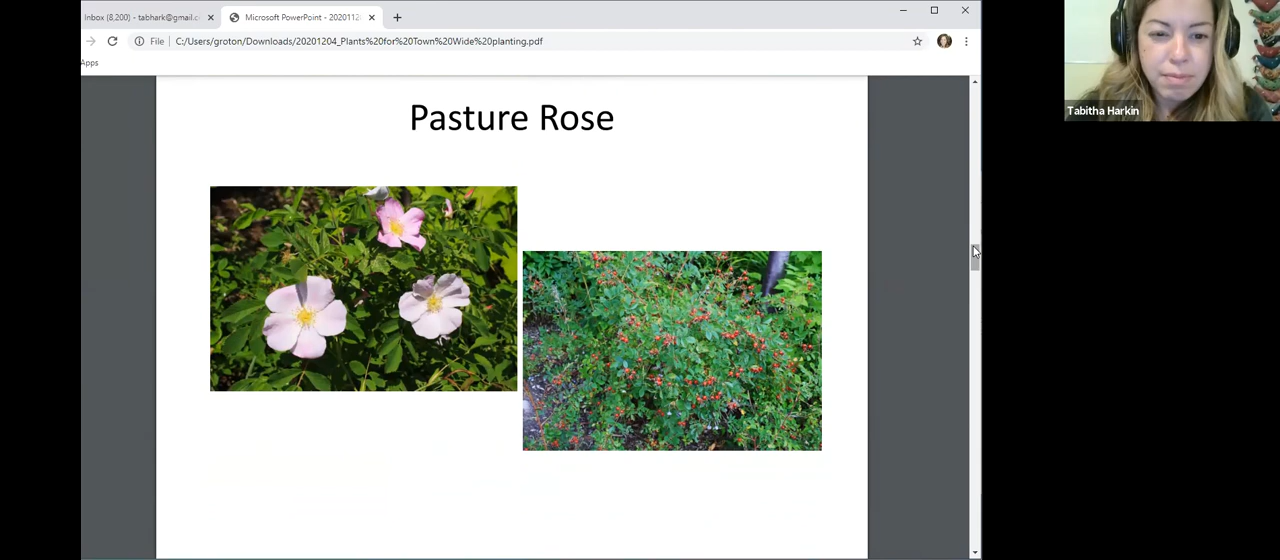 Inbox (8,200) - tabhark@gmail.c
Microsoft PowerPoint - 2020112
File
C:/Users/groton/Downloads/20201204_Plants%20for%20Town%20Wide%20planting.pdf
Apps
Pasture Rose
Tabitha Harkin